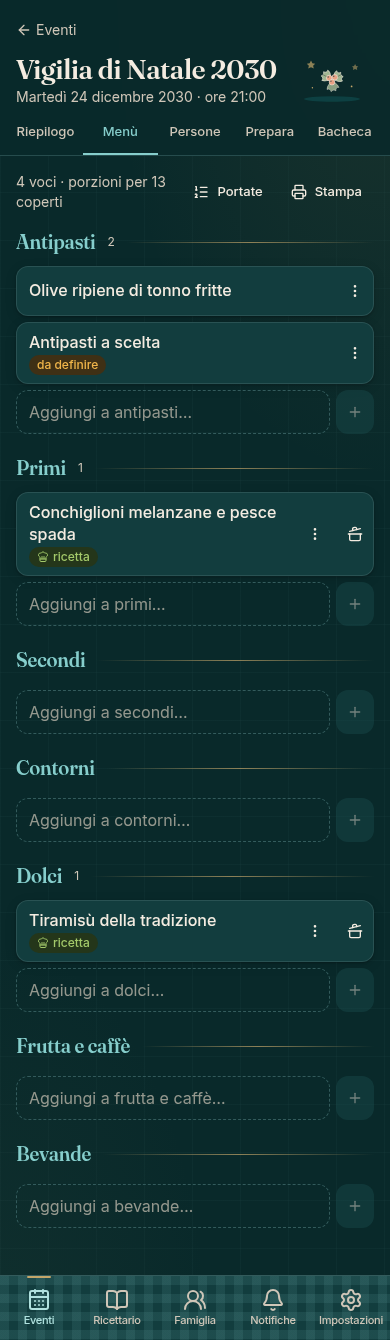 Eventi
Vigilia di Natale 2030
Martedì 24 dicembre 2030 · ore 21:00
Riepilogo
Menù
Persone
Prepara
Bacheca
4 voci · porzioni per 13
coperti
Portate
Stampa
Antipasti 2
Olive ripiene di tonno fritte
Antipasti a scelta
da definire
Aggiungi a antipasti...
Primi 1
Conchiglioni melanzane e pesce
spada
ricetta
Aggiungi a primi...
Secondi
Aggiungi a secondi...
Contorni
Aggiungi a contorni...
Dolci 1
Tiramisù della tradizione
ricetta
Aggiungi a dolci...
Frutta e caffè
Aggiungi a frutta e caffè...
Bevande
Aggiungi a bevande...
Eventi
Ricettario
Famiglia
Notifiche
Impostazioni